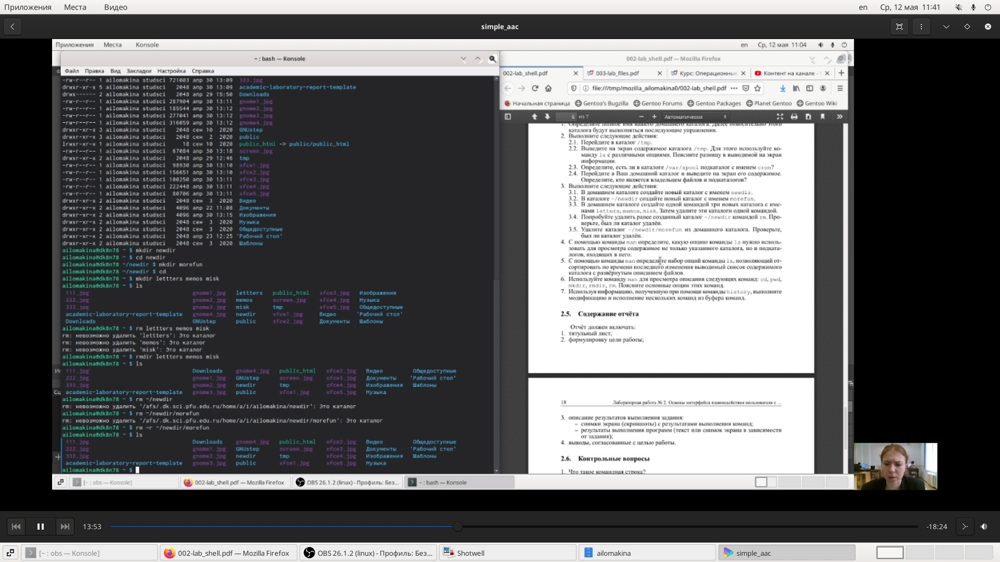 Приложения Места Видео en Ср, 12 мая 11:41
simple_aac
Приложения Места Konsole en Ср, 12 мая 11:04
~ : bash — Konsole
Файл Правка Вид Закладки Настройка Справка
-rw-r--r-- 1 ailomakina studsci 721003 апр 30 13:09 333.jpg
drwxr-xr-x 5 ailomakina studsci 2048 апр 30 13:09 academic-laboratory-report-template
drwx------ 2 ailomakina studsci 2048 апр 29 15:50 Downloads
-rw-r--r-- 1 ailomakina studsci 287904 апр 30 13:11 gnome1.jpg
-rw-r--r-- 1 ailomakina studsci 185544 апр 30 13:12 gnome2.jpg
-rw-r--r-- 1 ailomakina studsci 277041 апр 30 13:12 gnome3.jpg
-rw-r--r-- 1 ailomakina studsci 316059 апр 30 13:12 gnome4.jpg
drwxr-xr-x 3 ailomakina studsci 2048 сен 10 2020 GNUstep
drwxr-xr-x 3 ailomakina studsci 2048 сен 2 2020 public
lrwxr-xr-x 1 ailomakina studsci 18 сен 10 2020 public_html -> public/public_html
-rw-r--r-- 1 ailomakina studsci 67084 апр 30 13:18 screen.jpg
drwxr-xr-x 2 ailomakina studsci 2048 апр 29 12:46 tmp
-rw-r--r-- 1 ailomakina studsci 98930 апр 30 13:10 xfce1.jpg
-rw-r--r-- 1 ailomakina studsci 156651 апр 30 13:10 xfce2.jpg
-rw-r--r-- 1 ailomakina studsci 100250 апр 30 13:11 xfce3.jpg
-rw-r--r-- 1 ailomakina studsci 222448 апр 30 13:11 xfce4.jpg
-rw-r--r-- 1 ailomakina studsci 80706 апр 30 13:11 xfce5.jpg
drwxr-xr-x 2 ailomakina studsci 2048 сен 3 2020 Видео
drwxr-xr-x 2 ailomakina studsci 4096 апр 22 11:08 Документы
drwxr-xr-x 2 ailomakina studsci 4096 апр 30 13:15 Изображения
drwxr-xr-x 2 ailomakina studsci 2048 сен 3 2020 Музыка
drwxr-xr-x 2 ailomakina studsci 2048 сен 3 2020 Общедоступные
drwxr-xr-x 2 ailomakina studsci 2048 апр 23 12:25 'Рабочий стол'
drwxr-xr-x 2 ailomakina studsci 2048 сен 3 2020 Шаблоны
ailomakina@dk8n78 ~ $ mkdir newdir
ailomakina@dk8n78 ~ $ cd newdir
ailomakina@dk8n78 ~/newdir $ mkdir morefun
ailomakina@dk8n78 ~/newdir $ cd
ailomakina@dk8n78 ~ $ mkdir lettters memos misk
ailomakina@dk8n78 ~ $ ls
111.jpg gnome1.jpg lettters public_html xfce3.jpg Изображения
222.jpg gnome2.jpg memos screen.jpg xfce4.jpg Музыка
333.jpg gnome3.jpg misk tmp xfce5.jpg Общедоступные
academic-laboratory-report-template gnome4.jpg newdir xfce1.jpg Видео 'Рабочий стол'
Downloads GNUstep public xfce2.jpg Документы Шаблоны
ailomakina@dk8n78 ~ $ rm lettters memos misk
rm: невозможно удалить 'lettters': Это каталог
rm: невозможно удалить 'memos': Это каталог
rm: невозможно удалить 'misk': Это каталог
ailomakina@dk8n78 ~ $ rmdir lettters memos misk
ailomakina@dk8n78 ~ $ ls
111.jpg Downloads gnome4.jpg public_html xfce2.jpg Видео Общедоступные
222.jpg gnome1.jpg GNUstep screen.jpg xfce3.jpg Документы 'Рабочий стол'
333.jpg gnome2.jpg newdir tmp xfce4.jpg Изображения Шаблоны
academic-laboratory-report-template gnome3.jpg public xfce1.jpg xfce5.jpg Музыка
ailomakina@dk8n78 ~ $ rm ~/newdir
rm: невозможно удалить '/afs/.dk.sci.pfu.edu.ru/home/a/i/ailomakina/newdir': Это каталог
ailomakina@dk8n78 ~ $ rm ~/newdir/morefun
rm: невозможно удалить '/afs/.dk.sci.pfu.edu.ru/home/a/i/ailomakina/newdir/morefun': Это каталог
ailomakina@dk8n78 ~ $ rm -r ~/newdir/morefun
ailomakina@dk8n78 ~ $ ls
111.jpg Downloads gnome4.jpg public_html xfce2.jpg Видео Общедоступные
222.jpg gnome1.jpg GNUstep screen.jpg xfce3.jpg Документы 'Рабочий стол'
333.jpg gnome2.jpg newdir tmp xfce4.jpg Изображения Шаблоны
academic-laboratory-report-template gnome3.jpg public xfce1.jpg xfce5.jpg Музыка
ailomakina@dk8n78 ~ $
002-lab_shell.pdf — Mozilla Firefox
002-lab_shell.pdf 003-lab_files.pdf Курс: Операционные Контент на канале -
file:///tmp/mozilla_ailomakina0/002-lab_shell.pdf
Начальная страница Gentoo's Bugzilla Gentoo Forums Gentoo Packages Planet Gentoo Gentoo Wiki
6 из 7 Автоматически
1. Определите полное имя вашего домашнего каталога. Далее относительно этого
каталога будут выполняться последующие упражнения.
2. Выполните следующие действия:
2.1. Перейдите в каталог /tmp.
2.2. Выведите на экран содержимое каталога /tmp. Для этого используйте ко-
манду ls с различными опциями. Поясните разницу в выводимой на экран
информации.
2.3. Определите, есть ли в каталоге /var/spool подкаталог с именем cron?
2.4. Перейдите в Ваш домашний каталог и выведите на экран его содержимое.
Определите, кто является владельцем файлов и подкаталогов?
3. Выполните следующие действия:
3.1. В домашнем каталоге создайте новый каталог с именем newdir.
3.2. В каталоге ~/newdir создайте новый каталог с именем morefun.
3.3. В домашнем каталоге создайте одной командой три новых каталога с име-
нами letters, memos, misk. Затем удалите эти каталоги одной командой.
3.4. Попробуйте удалить ранее созданный каталог ~/newdir командой rm. Про-
верьте, был ли каталог удалён.
3.5. Удалите каталог ~/newdir/morefun из домашнего каталога. Проверьте,
был ли каталог удалён.
4. С помощью команды man определите, какую опцию команды ls нужно исполь-
зовать для просмотра содержимое не только указанного каталога, но и подката-
логов, входящих в него.
5. С помощью команды man определите набор опций команды ls, позволяющий от-
сортировать по времени последнего изменения выводимый список содержимого
каталога с развёрнутым описанием файлов.
6. Используйте команду man для просмотра описания следующих команд: cd, pwd,
mkdir, rmdir, rm. Поясните основные опции этих команд.
7. Используя информацию, полученную при помощи команды history, выполните
модификацию и исполнение нескольких команд из буфера команд.
2.5. Содержание отчёта
Отчёт должен включать:
1. титульный лист;
2. формулировку цели работы;
18 Лабораторная работа № 2. Основы интерфейса взаимодействия пользователя с ...
3. описание результатов выполнения задания:
– снимки экрана (скриншоты) с результатами выполнения команд;
– результаты выполнения программ (текст или снимок экрана в зависимости
от задания);
4. выводы, согласованные с целью работы.
2.6. Контрольные вопросы
1. Что такое командная строка?
[~ : obs — Konsole] 002-lab_shell.pdf — Mozilla Firefox OBS 26.1.2 (linux) - Профиль: Без... ~ : bash — Konsole
13:53 -18:24
[~ : obs — Konsole] 002-lab_shell.pdf — Mozilla Firefox OBS 26.1.2 (linux) - Профиль: Без... Shotwell ailomakina simple_aac